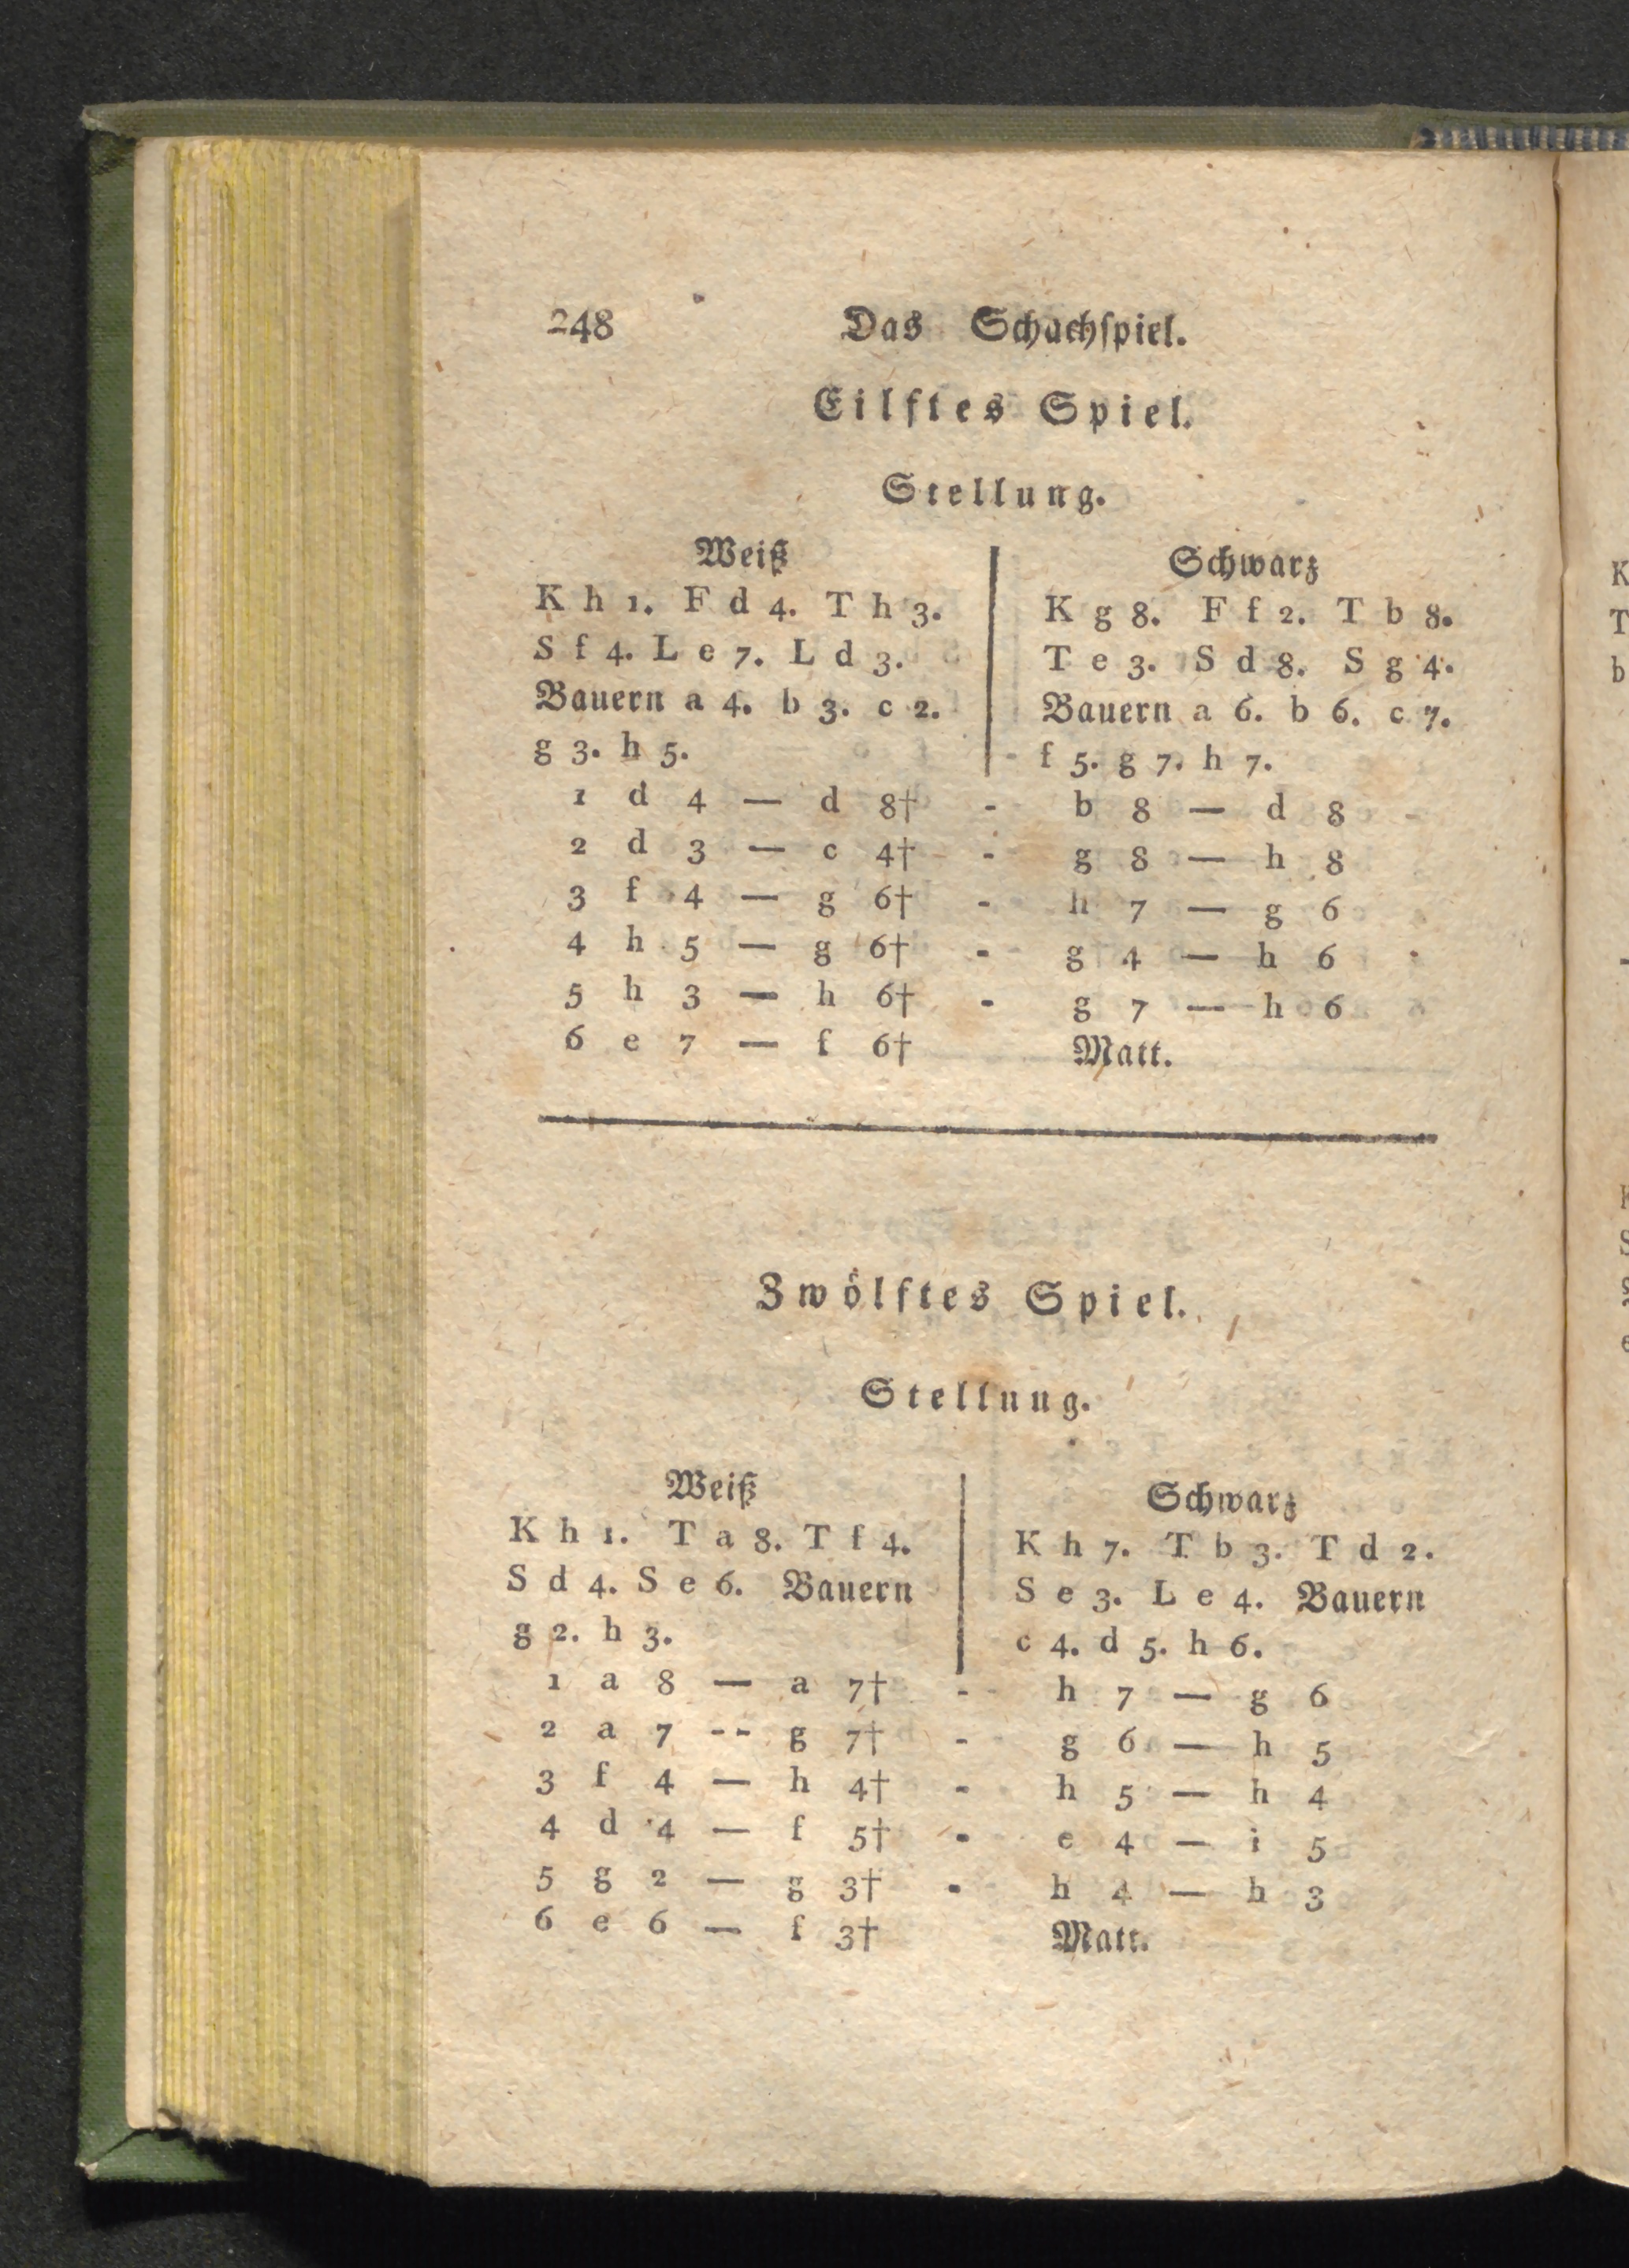 248 Das Schachspiel.
Eilftes Spiel.
Stellung.
Weiß
K h 1. F d 4. T h 3.
S f 4. L e 7. L d 3.
Bauern a 4. b 3. c 2.
g 3. h 5.
Schwarz
K g 8. F f 2. T b 8.
T e 3. S d 8. S g 4.
Bauern a 6. b 6. c 7.
f 5. g 7. h 7.
1 d 4 — d 8† - b 8 — d 8
2 d 3 — c 4† - g 8 — h 8
3 f 4 — g 6† - h 7 — g 6
4 h 5 — g 6† - g 4 — h 6
5 h 3 — h 6† - g 7 — h 6
6 e 7 — f 6† Matt.
Zwölftes Spiel.
Stellung.
Weiß
K h 1. T a 8. T f 4.
S d 4. S e 6. Bauern
g 2. h 3.
Schwarz
K h 7. T b 3. T d 2.
S e 3. L e 4. Bauern
c 4. d 5. h 6.
1 a 8 — a 7† - h 7 — g 6
2 a 7 -- g 7† - g 6 — h 5
3 f 4 — h 4† - h 5 — h 4
4 d 4 — f 5† - e 4 — i 5
5 g 2 — g 3† - h 4 — h 3
6 e 6 — f 3† Matt.